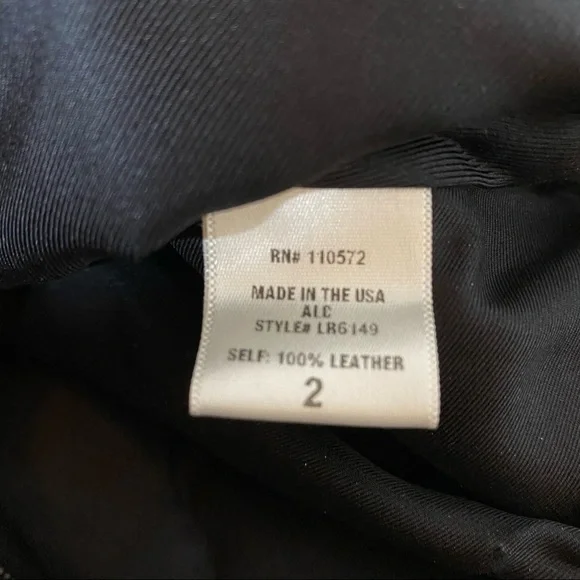 RN# 110572
MADE IN THE USA
ALC
STYLE# LR6149
SELF: 100% LEATHER
2